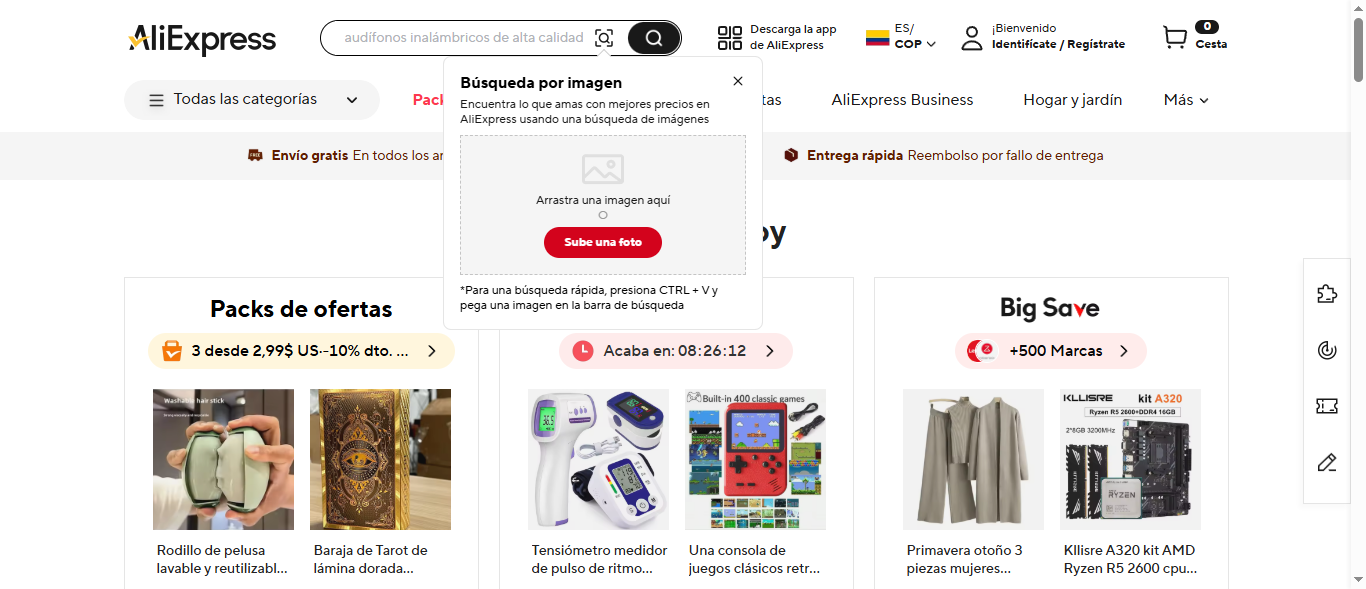 AliExpress
audífonos inalámbricos de alta calidad
Descarga la app
de AliExpress
ES/
COP
¡Bienvenido
Identifícate / Regístrate
0
Cesta
Todas las categorías
AliExpress Business
Hogar y jardín
Más
Búsqueda por imagen
Encuentra lo que amas con mejores precios en
AliExpress usando una búsqueda de imágenes
Arrastra una imagen aquí
O
Sube una foto
*Para una búsqueda rápida, presiona CTRL + V y
pega una imagen en la barra de búsqueda
Envío gratis En todos los
Entrega rápida Reembolso por fallo de entrega
Packs de ofertas
3 desde 2,99$ US·-10% dto. ...
Washable hair stick
Rodillo de pelusa
lavable y reutilizabl...
Baraja de Tarot de
lámina dorada...
Acaba en: 08:26:12
Tensiómetro medidor
de pulso de ritmo...
Built-in 400 classic games
Una consola de
juegos clásicos retr...
Big Save
+500 Marcas
Primavera otoño 3
piezas mujeres...
KLLISRE kit A320
Ryzen R5 2600+DDR4 16GB
2*8GB 3200MHz
RYZEN
Kllisre A320 kit AMD
Ryzen R5 2600 cpu...